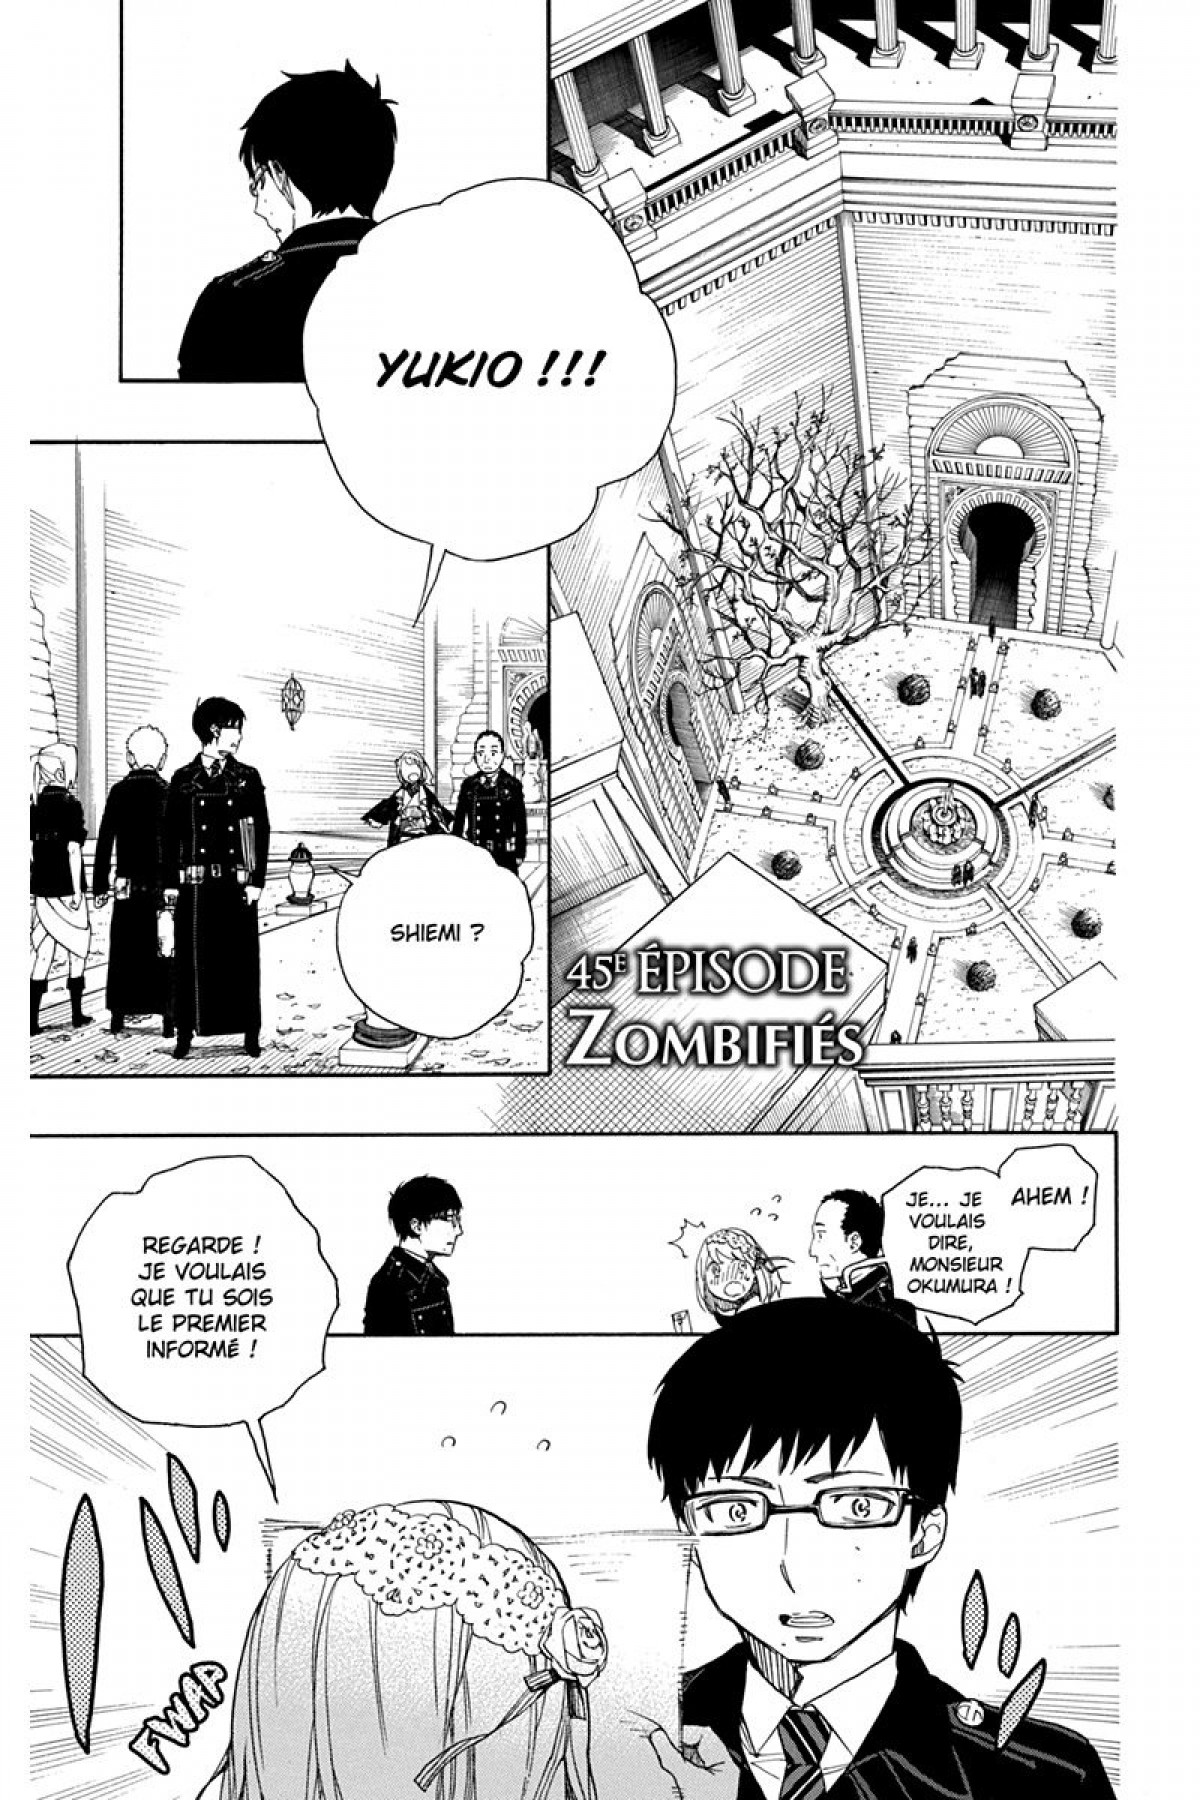 45E ÉPISODE
ZOMBIFIÉS
YUKIO !!!
SHIEMI ?
AHEM !
JE... JE
VOULAIS
DIRE,
MONSIEUR
OKUMURA !
REGARDE !
JE VOULAIS
QUE TU SOIS
LE PREMIER
INFORMÉ !
FWAP